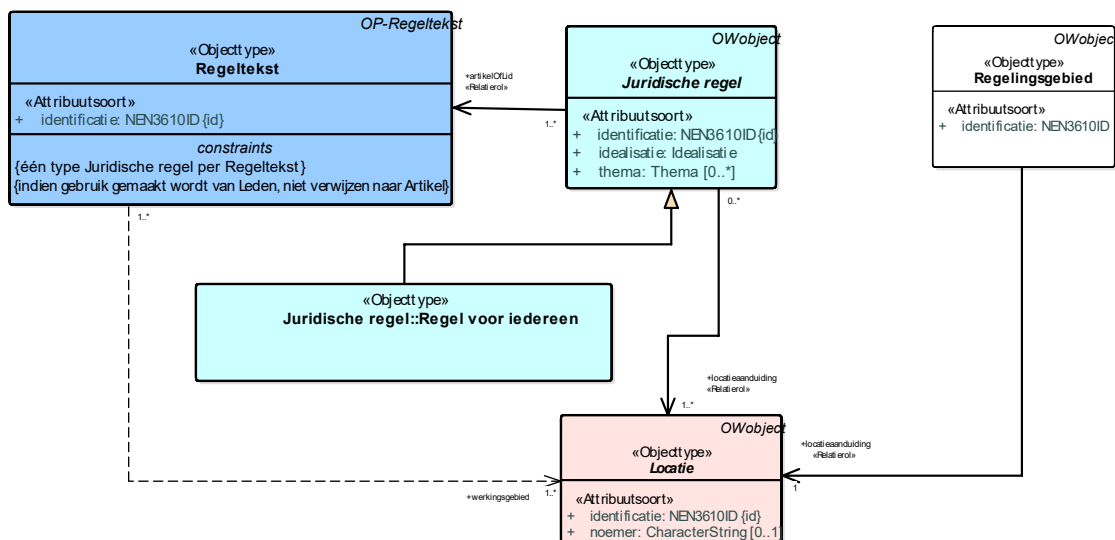 OP-Regeltekst
«Objecttype»
Regeltekst
«Attribuutsoort»
+ identificatie: NEN3610ID {id}
constraints
{één type Juridische regel per Regeltekst}
{indien gebruik gemaakt wordt van Leden, niet verwijzen naar Artikel}
+artikelOfLid
«Relatierol»
1..*
OWobject
«Objecttype»
Juridische regel
«Attribuutsoort»
+ identificatie: NEN3610ID {id}
+ idealisatie: Idealisatie
+ thema: Thema [0..*]
OWobjec
«Objecttype»
Regelingsgebied
«Attribuutsoort»
+ identificatie: NEN3610ID
1..*
0..*
«Objecttype»
Juridische regel::Regel voor iedereen
+locatieaanduiding
«Relatierol»
1..*
OWobject
«Objecttype»
Locatie
«Attribuutsoort»
+ identificatie: NEN3610ID {id}
+ noemer: CharacterString [0..1]
+locatieaanduiding
«Relatierol»
1
+werkingsgebied
1..*